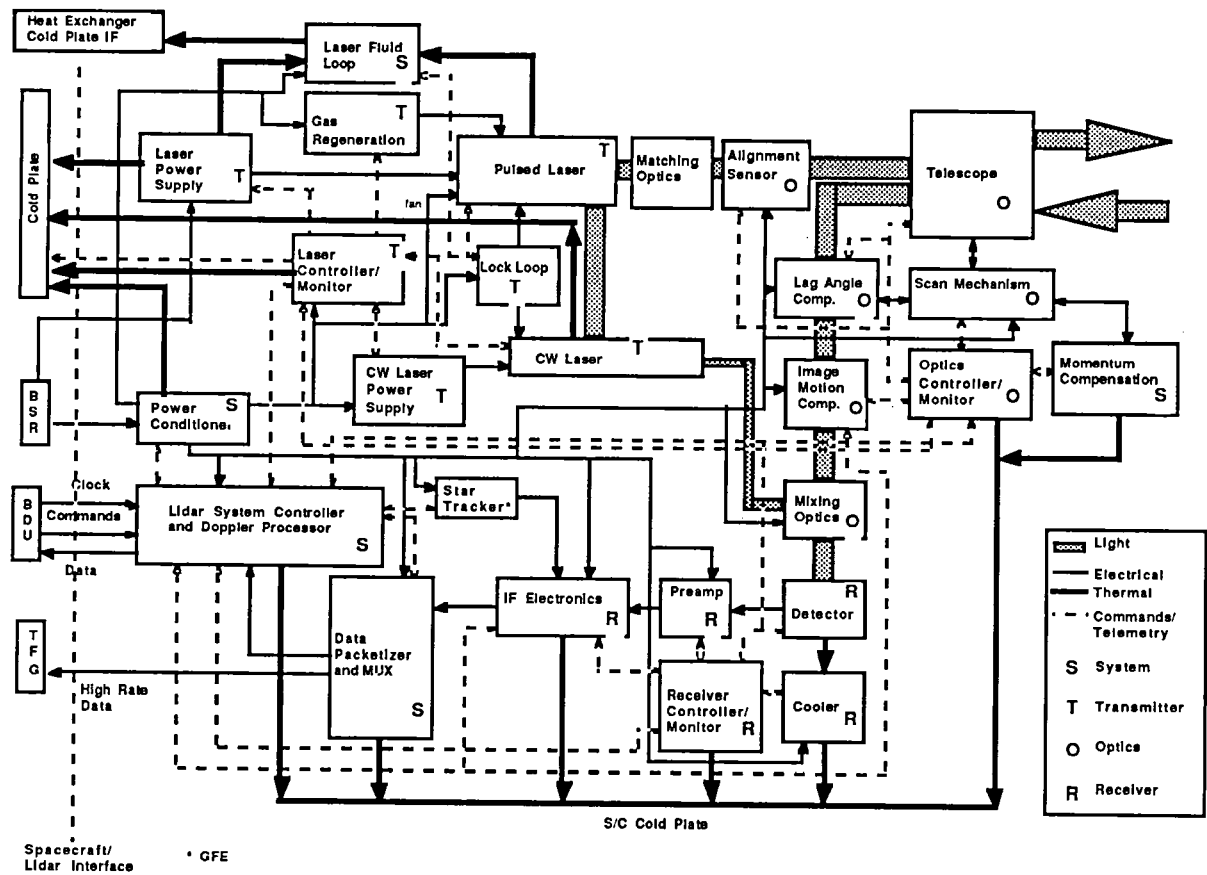 Heat Exchanger
Cold Plate IF
Laser Fluid
Loop
S
Gas
Regeneration
T
Cold Plate
Laser
Power
Supply
T
Pulsed Laser
T
Matching
Optics
Alignment
Sensor
O
Telescope
O
fan
Laser
Controller/
Monitor
T
Lock Loop
T
Lag Angle
Comp.
O
Scan Mechanism
O
CW Laser
T
CW Laser
Power
Supply
T
Image
Motion
Comp.
O
Optics
Controller/
Monitor
O
Momentum
Compensation
S
BSR
Power
Conditioner
S
BDU
Clock
Commands
Data
Lidar System Controller
and Doppler Processor
S
Star
Tracker*
Mixing
Optics
O
IF Electronics
R
Preamp
R
Detector
R
TFG
High Rate
Data
Data
Packetizer
and MUX
S
Receiver
Controller/
Monitor
R
Cooler
R
S/C Cold Plate
Light
Electrical
Thermal
Commands/
Telemetry
S System
T Transmitter
O Optics
R Receiver
Spacecraft/
Lidar Interface
* GFE